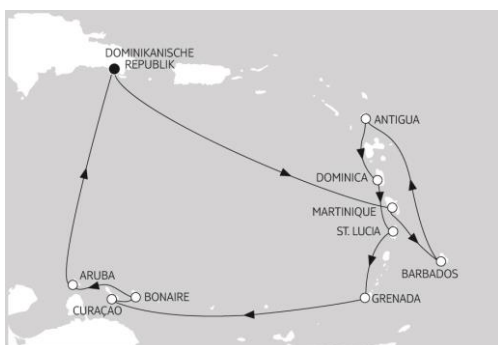 DOMINIKANISCHE
REPUBLIK
ANTIGUA
DOMINICA
MARTINIQUE
ST. LUCIA
BARBADOS
ARUBA
BONAIRE
CURAÇAO
GRENADA